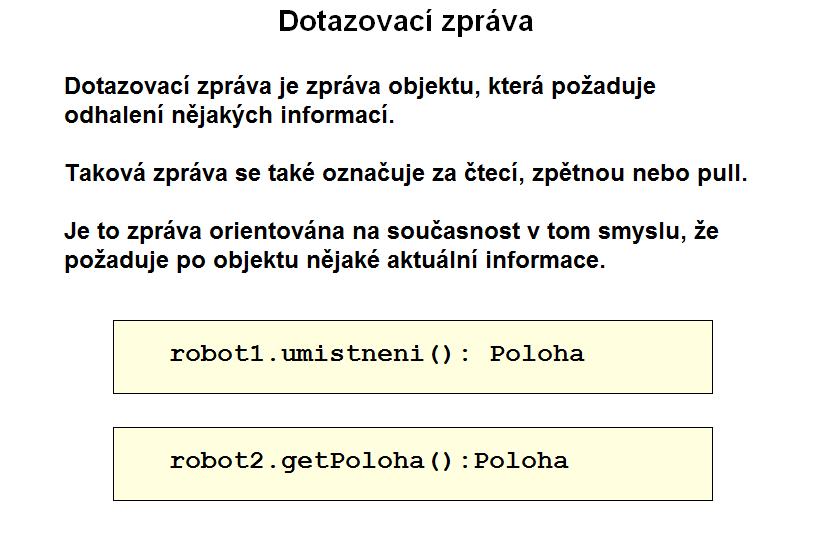 Dotazovací zpráva
Dotazovací zpráva je zpráva objektu, která požaduje
odhalení nějakých informací.
Taková zpráva se také označuje za čtecí, zpětnou nebo pull.
Je to zpráva orientována na současnost v tom smyslu, že
požaduje po objektu nějaké aktuální informace.
robot1.umistneni(): Poloha
robot2.getPoloha():Poloha